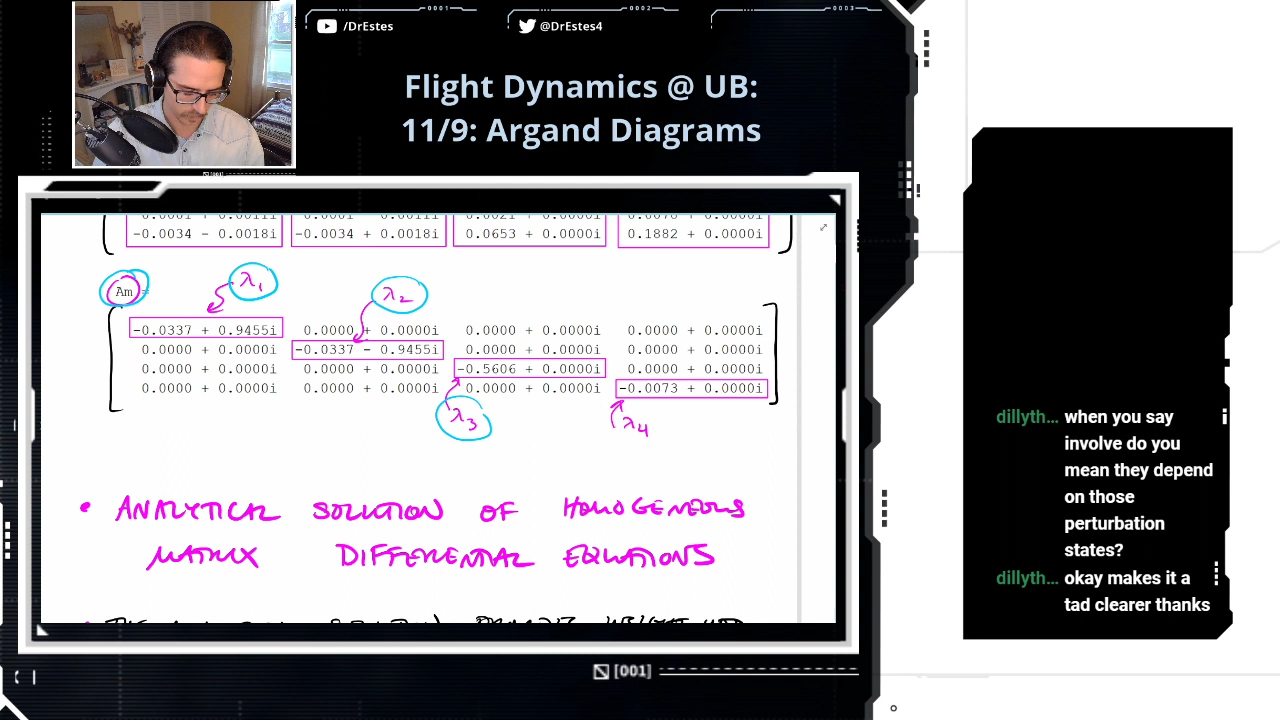 0001
0002
0003
/DrEstes
@DrEstes4
Flight Dynamics @ UB:
11/9: Argand Diagrams
[001]
-0.0034 - 0.0018i -0.0034 + 0.0018i 0.0653 + 0.0000i 0.1882 + 0.0000i
Am =
λ1
λ2
-0.0337 + 0.9455i 0.0000 + 0.0000i 0.0000 + 0.0000i 0.0000 + 0.0000i
0.0000 + 0.0000i -0.0337 - 0.9455i 0.0000 + 0.0000i 0.0000 + 0.0000i
0.0000 + 0.0000i 0.0000 + 0.0000i -0.5606 + 0.0000i 0.0000 + 0.0000i
0.0000 + 0.0000i 0.0000 + 0.0000i 0.0000 + 0.0000i -0.0073 + 0.0000i
λ3
λ4
• ANALYTICAL SOLUTION OF HOMOGENEOUS
MATRIX DIFFERENTIAL EQUATIONS
[001]
dillyth... when you say
involve do you
mean they depend
on those
perturbation
states?
dillyth... okay makes it a
tad clearer thanks